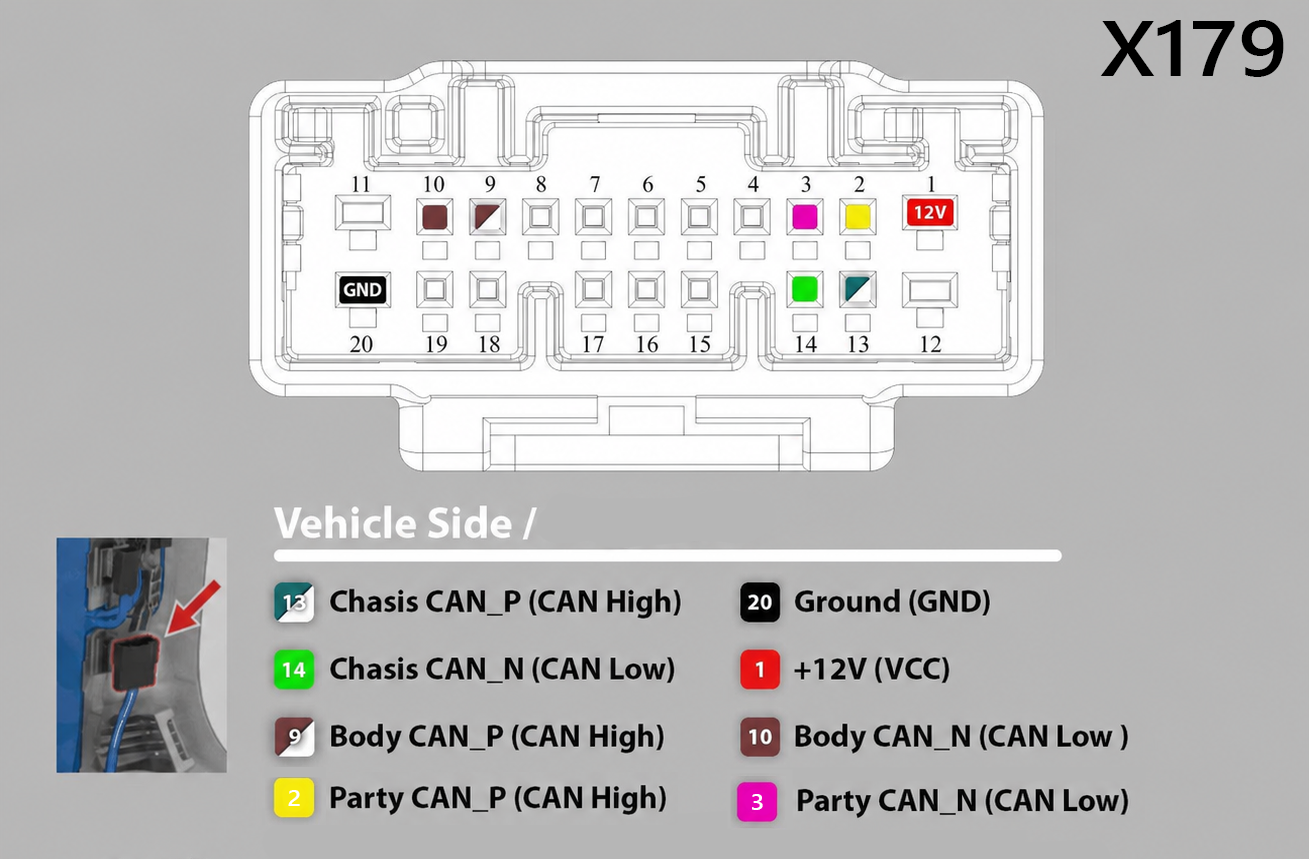 X179
11 10 9 8 7 6 5 4 3 2 1
12V
GND
20 19 18 17 16 15 14 13 12
Vehicle Side /
13 Chasis CAN_P (CAN High)
20 Ground (GND)
14 Chasis CAN_N (CAN Low)
1 +12V (VCC)
9 Body CAN_P (CAN High)
10 Body CAN_N (CAN Low )
2 Party CAN_P (CAN High)
3 Party CAN_N (CAN Low)